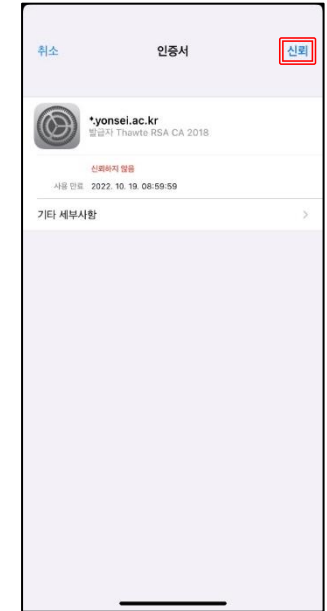 취소 인증서 신뢰
*.yonsei.ac.kr
발급자 Thawte RSA CA 2018
신뢰하지 않음
사용 만료 2022. 10. 19. 08:59:59
기타 세부사항